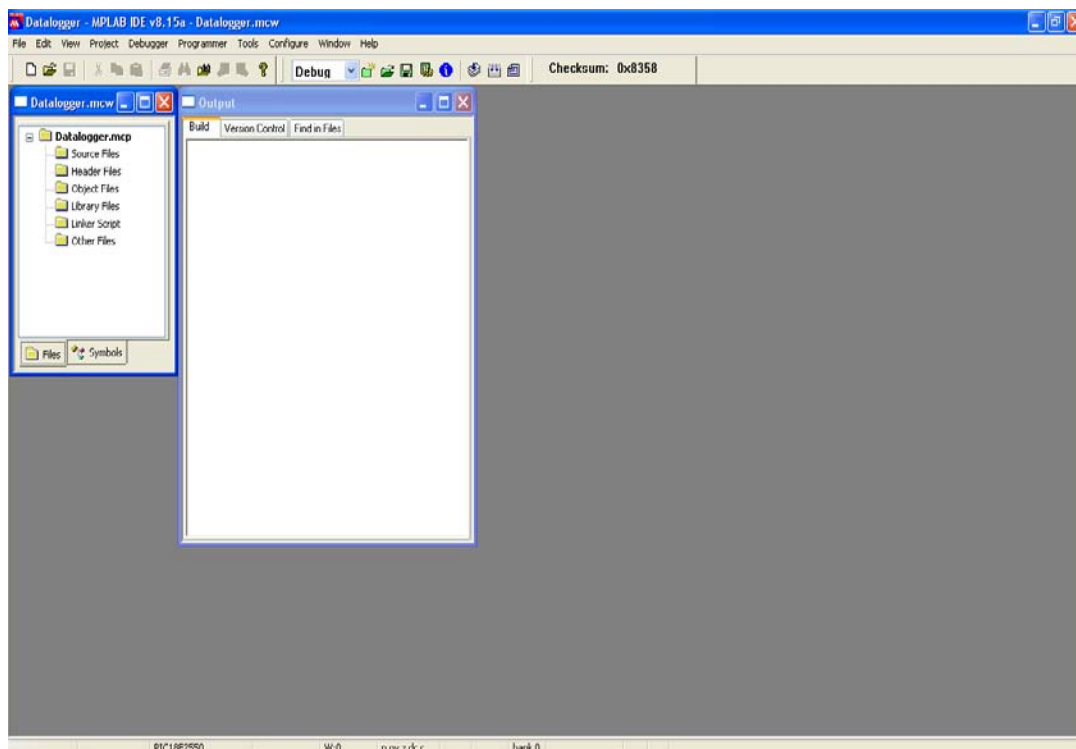 Datalogger - MPLAB IDE v8.15a - Datalogger.mcw
File Edit View Project Debugger Programmer Tools Configure Window Help
Debug Checksum: 0x8358
Datalogger.mcw
Datalogger.mcp
Source Files
Header Files
Object Files
Library Files
Linker Script
Other Files
Files Symbols
Output
Build Version Control Find in Files
PIC18F2550 W:0 n ov z dc c bank 0